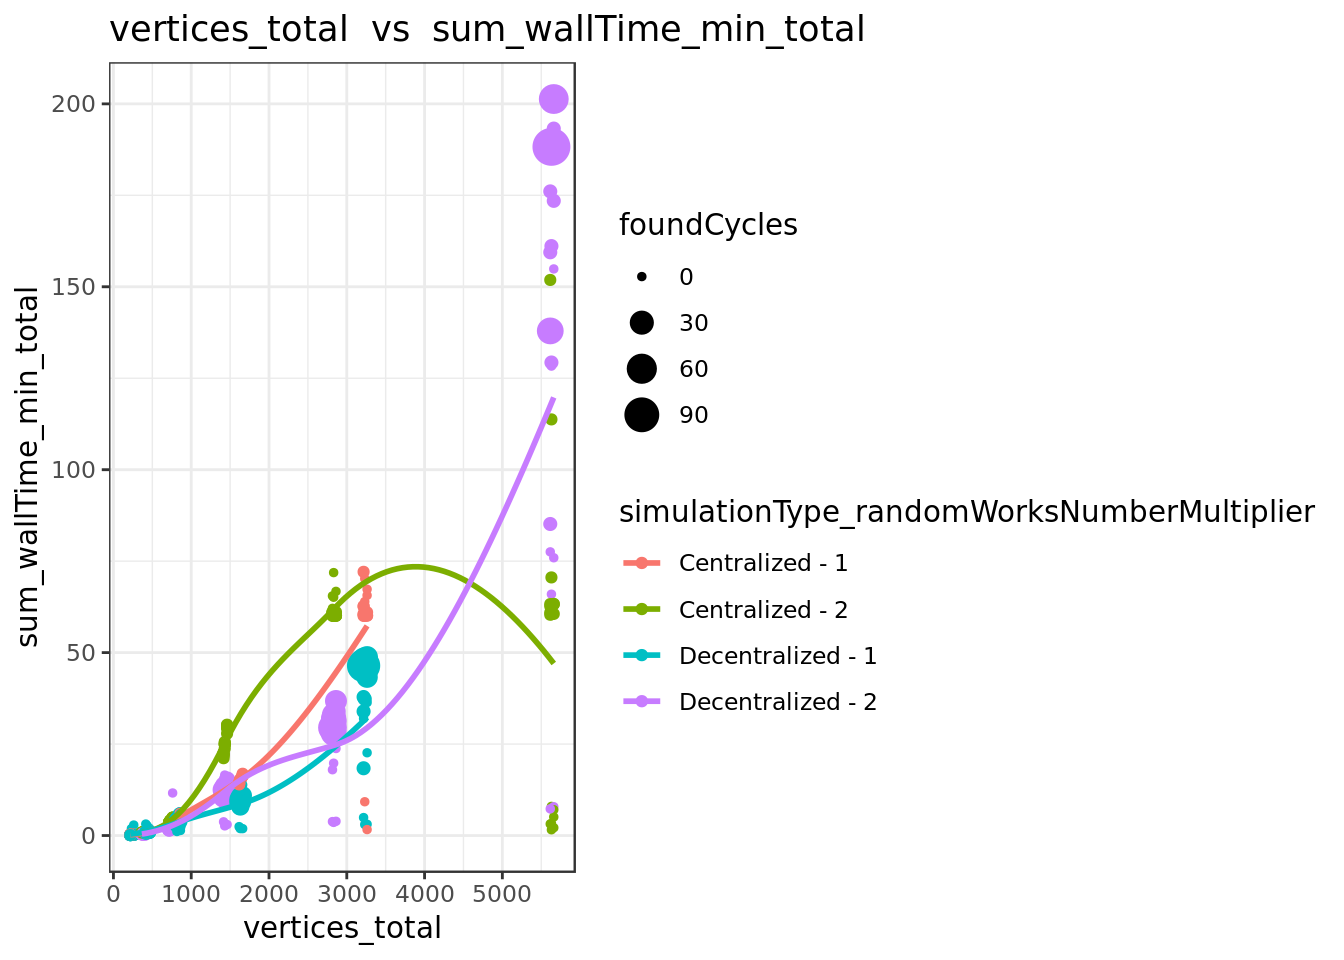 vertices_total vs sum_wallTime_min_total
sum_wallTime_min_total
200
150
100
50
0
0 1000 2000 3000 4000 5000
vertices_total
foundCycles
0
30
60
90
simulationType_randomWorksNumberMultiplier
Centralized - 1
Centralized - 2
Decentralized - 1
Decentralized - 2